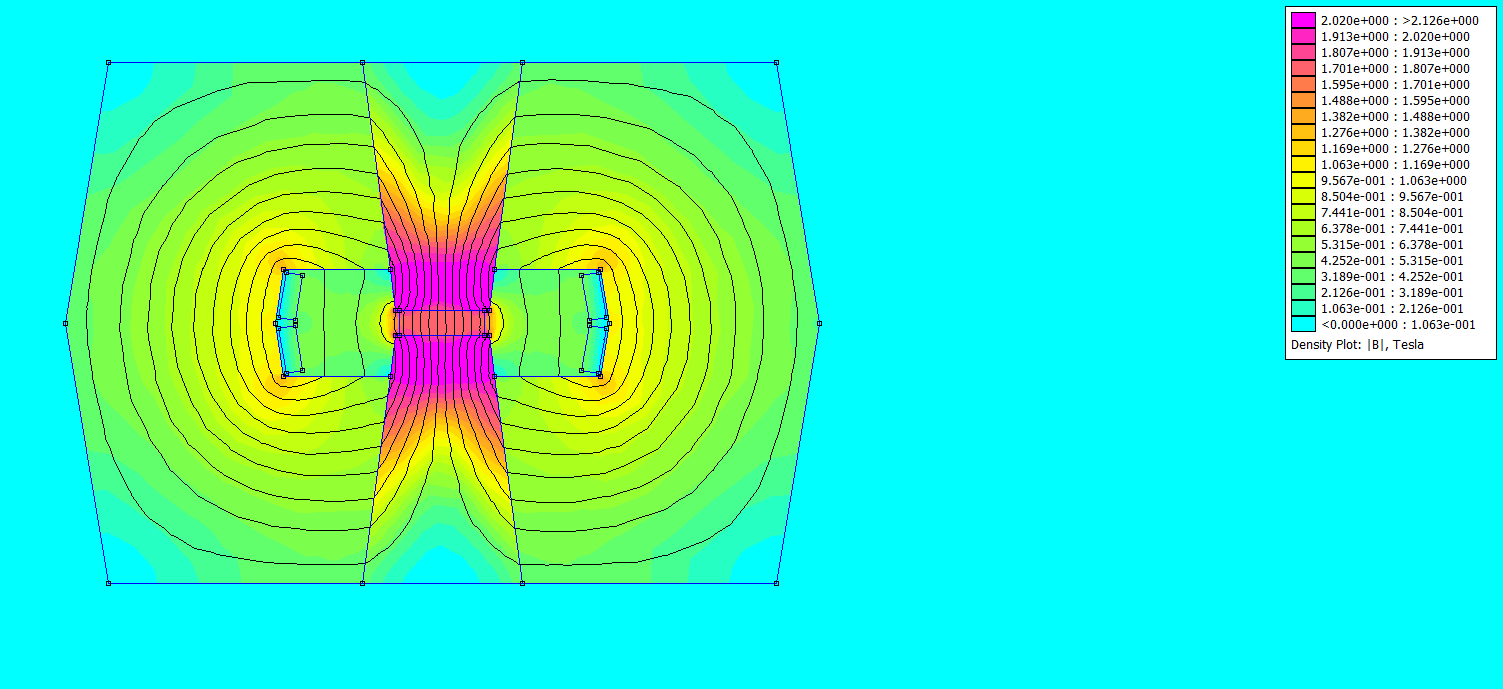 2.020e+000 : >2.126e+000
1.913e+000 : 2.020e+000
1.807e+000 : 1.913e+000
1.701e+000 : 1.807e+000
1.595e+000 : 1.701e+000
1.488e+000 : 1.595e+000
1.382e+000 : 1.488e+000
1.276e+000 : 1.382e+000
1.169e+000 : 1.276e+000
1.063e+000 : 1.169e+000
9.567e-001 : 1.063e+000
8.504e-001 : 9.567e-001
7.441e-001 : 8.504e-001
6.378e-001 : 7.441e-001
5.315e-001 : 6.378e-001
4.252e-001 : 5.315e-001
3.189e-001 : 4.252e-001
2.126e-001 : 3.189e-001
1.063e-001 : 2.126e-001
<0.000e+000 : 1.063e-001
Density Plot: |B|, Tesla